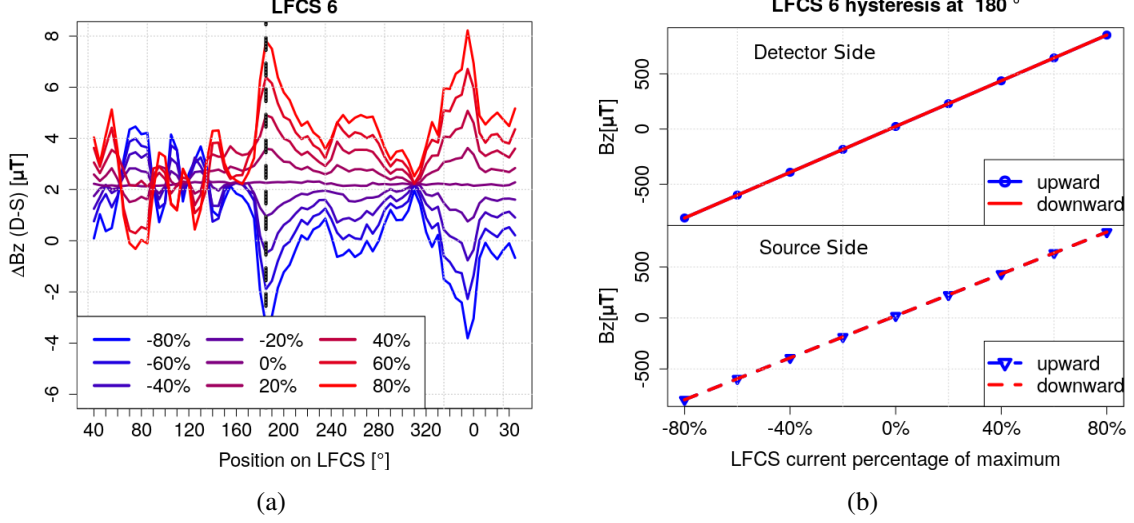 LFCS 6
ΔBz (D-S) [µT]
8
6
4
2
0
-2
-4
-6
-80%
-60%
-40%
-20%
0%
20%
40%
60%
80%
40
80
120
160
200
240
280
320
0
30
Position on LFCS [°]
(a)
LFCS 6 hysteresis at 180 °
Detector Side
Bz[µT]
500
0
-500
upward
downward
Source Side
Bz[µT]
500
0
-500
upward
downward
-80%
-40%
0%
40%
80%
LFCS current percentage of maximum
(b)